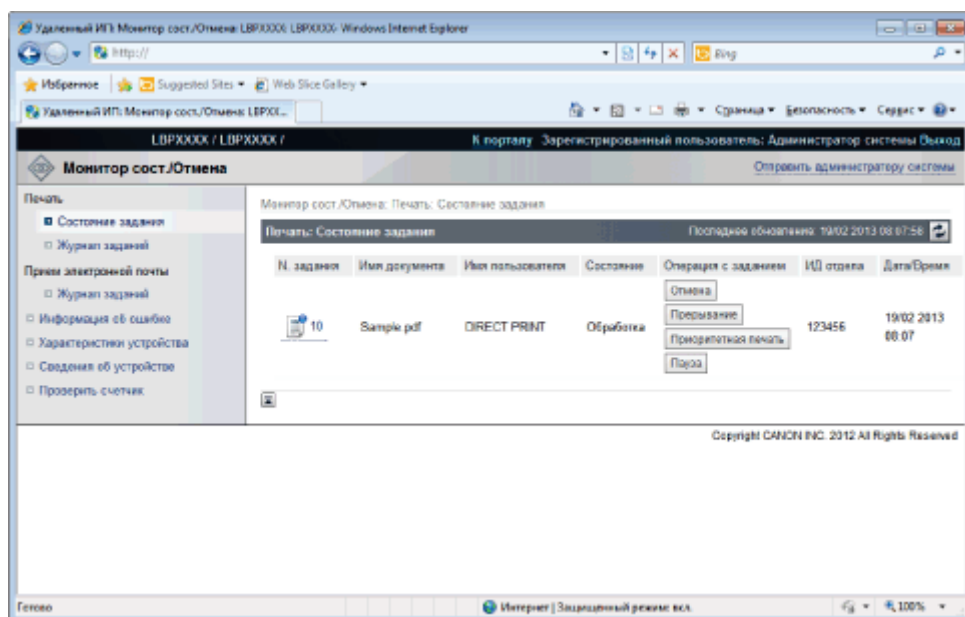 Удаленный ИП: Монитор сост./Отмена: LBPXXXX: LBPXXXX- Windows Internet Explorer
http://
Bing
Избранное Suggested Sites Web Slice Gallery
Удаленный ИП: Монитор сост./Отмена: LBPXX...
Страница Безопасность Сервис
LBPXXXX / LBPXXXX /
К порталу Зарегистрированный пользователь: Администратор системы Выход
Монитор сост./Отмена
Отправить администратору системы
Печать
Состояние задания
Журнал заданий
Прием электронной почты
Журнал заданий
Информация об ошибке
Характеристики устройства
Сведения об устройстве
Проверить счетчик
Монитор сост./Отмена: Печать: Состояние задания
Печать: Состояние задания
Последнее обновление: 19/02 2013 08:07:56
N. задания Имя документа Имя пользователя Состояние Операция с заданием ИД отдела Дата/Время
10 Sample.pdf DIRECT PRINT Обработка
Отмена
Прерывание
Приоритетная печать
Пауза
123456
19/02 2013
08:07
Copyright CANON INC. 2012 All Rights Reserved
Готово
Интернет | Защищенный режим: вкл.
100%